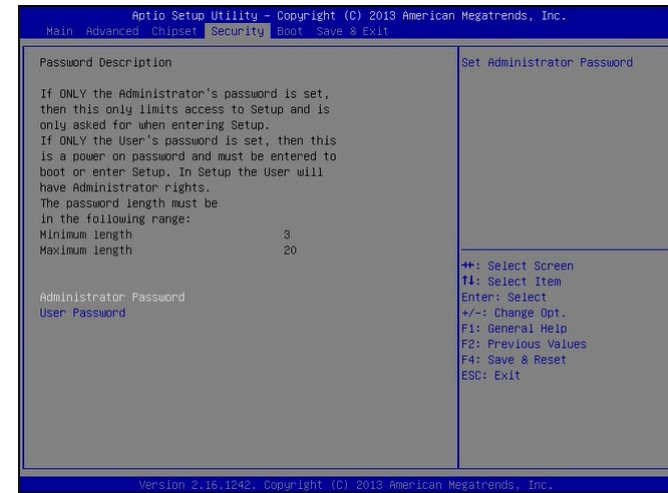 Aptio Setup Utility – Copyright (C) 2013 American Megatrends, Inc.
Main Advanced Chipset Security Boot Save & Exit
Password Description
If ONLY the Administrator's password is set,
then this only limits access to Setup and is
only asked for when entering Setup.
If ONLY the User's password is set, then this
is a power on password and must be entered to
boot or enter Setup. In Setup the User will
have Administrator rights.
The password length must be
in the following range:
Minimum length 3
Maximum length 20
Administrator Password
User Password
Set Administrator Password
→←: Select Screen
↑↓: Select Item
Enter: Select
+/-: Change Opt.
F1: General Help
F2: Previous Values
F4: Save & Reset
ESC: Exit
Version 2.16.1242. Copyright (C) 2013 American Megatrends, Inc.